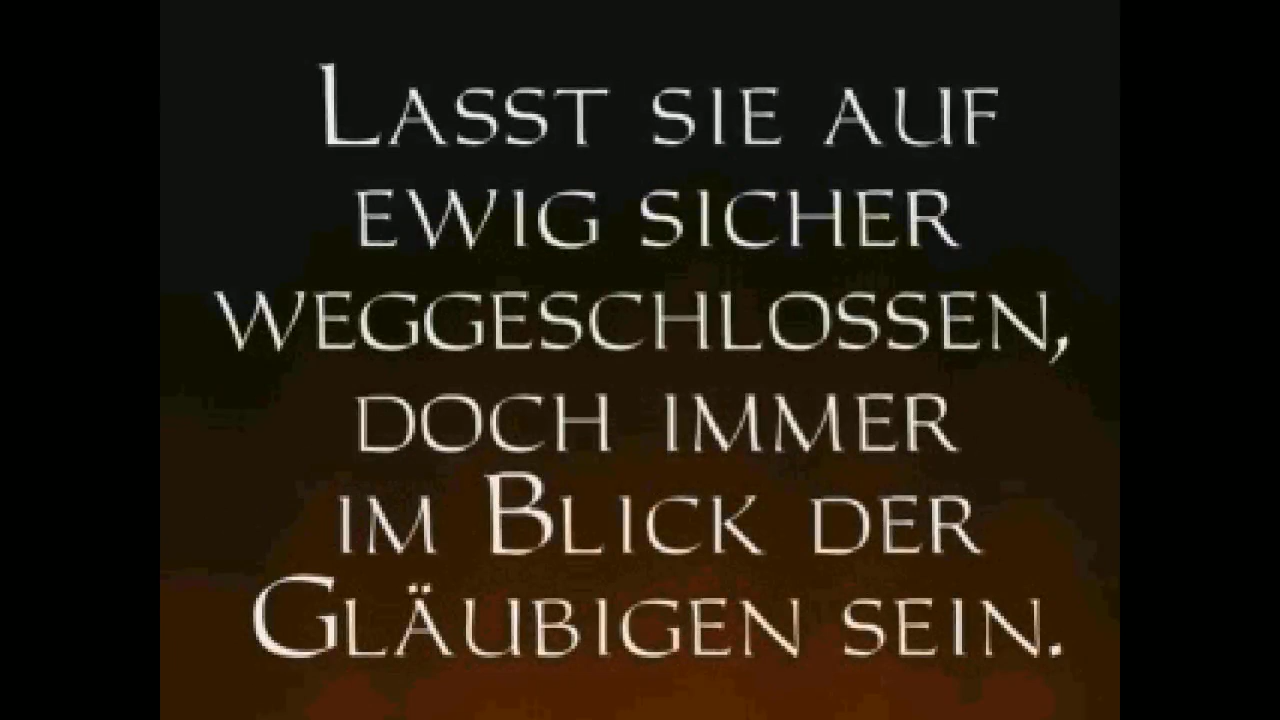 Lasst sie auf
ewig sicher
weggeschlossen,
doch immer
im Blick der
Gläubigen sein.